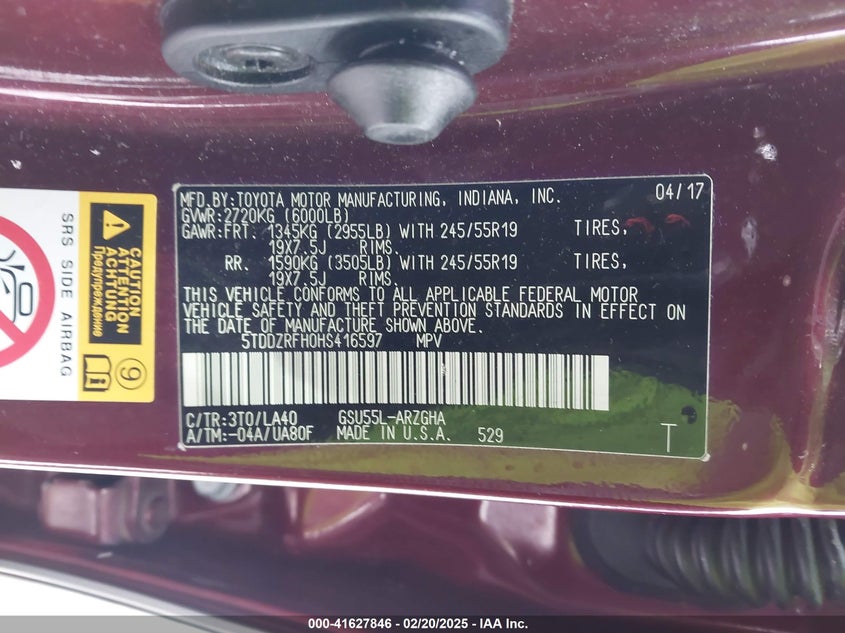 MFD.BY:TOYOTA MOTOR MANUFACTURING, INDIANA, INC. 04/17
GVWR:2720KG (6000LB)
GAWR:FRT. 1345KG (2955LB) WITH 245/55R19 TIRES,
19X7.5J RIMS,
RR. 1590KG (3505LB) WITH 245/55R19 TIRES,
19X7.5J RIMS,
THIS VEHICLE CONFORMS TO ALL APPLICABLE FEDERAL MOTOR
VEHICLE SAFETY AND THEFT PREVENTION STANDARDS IN EFFECT ON
THE DATE OF MANUFACTURE SHOWN ABOVE.
5TDDZRFH0HS416597 MPV
C/TR:3T0/LA40 GSU55L-ARZGHA
A/TM:-04A/UA80F MADE IN U.S.A. 529 T
SRS SIDE AIRBAG
CAUTION
ATTENTION
ACHTUNG
Предупреждение
9
000-41627846 - 02/20/2025 - IAA Inc.